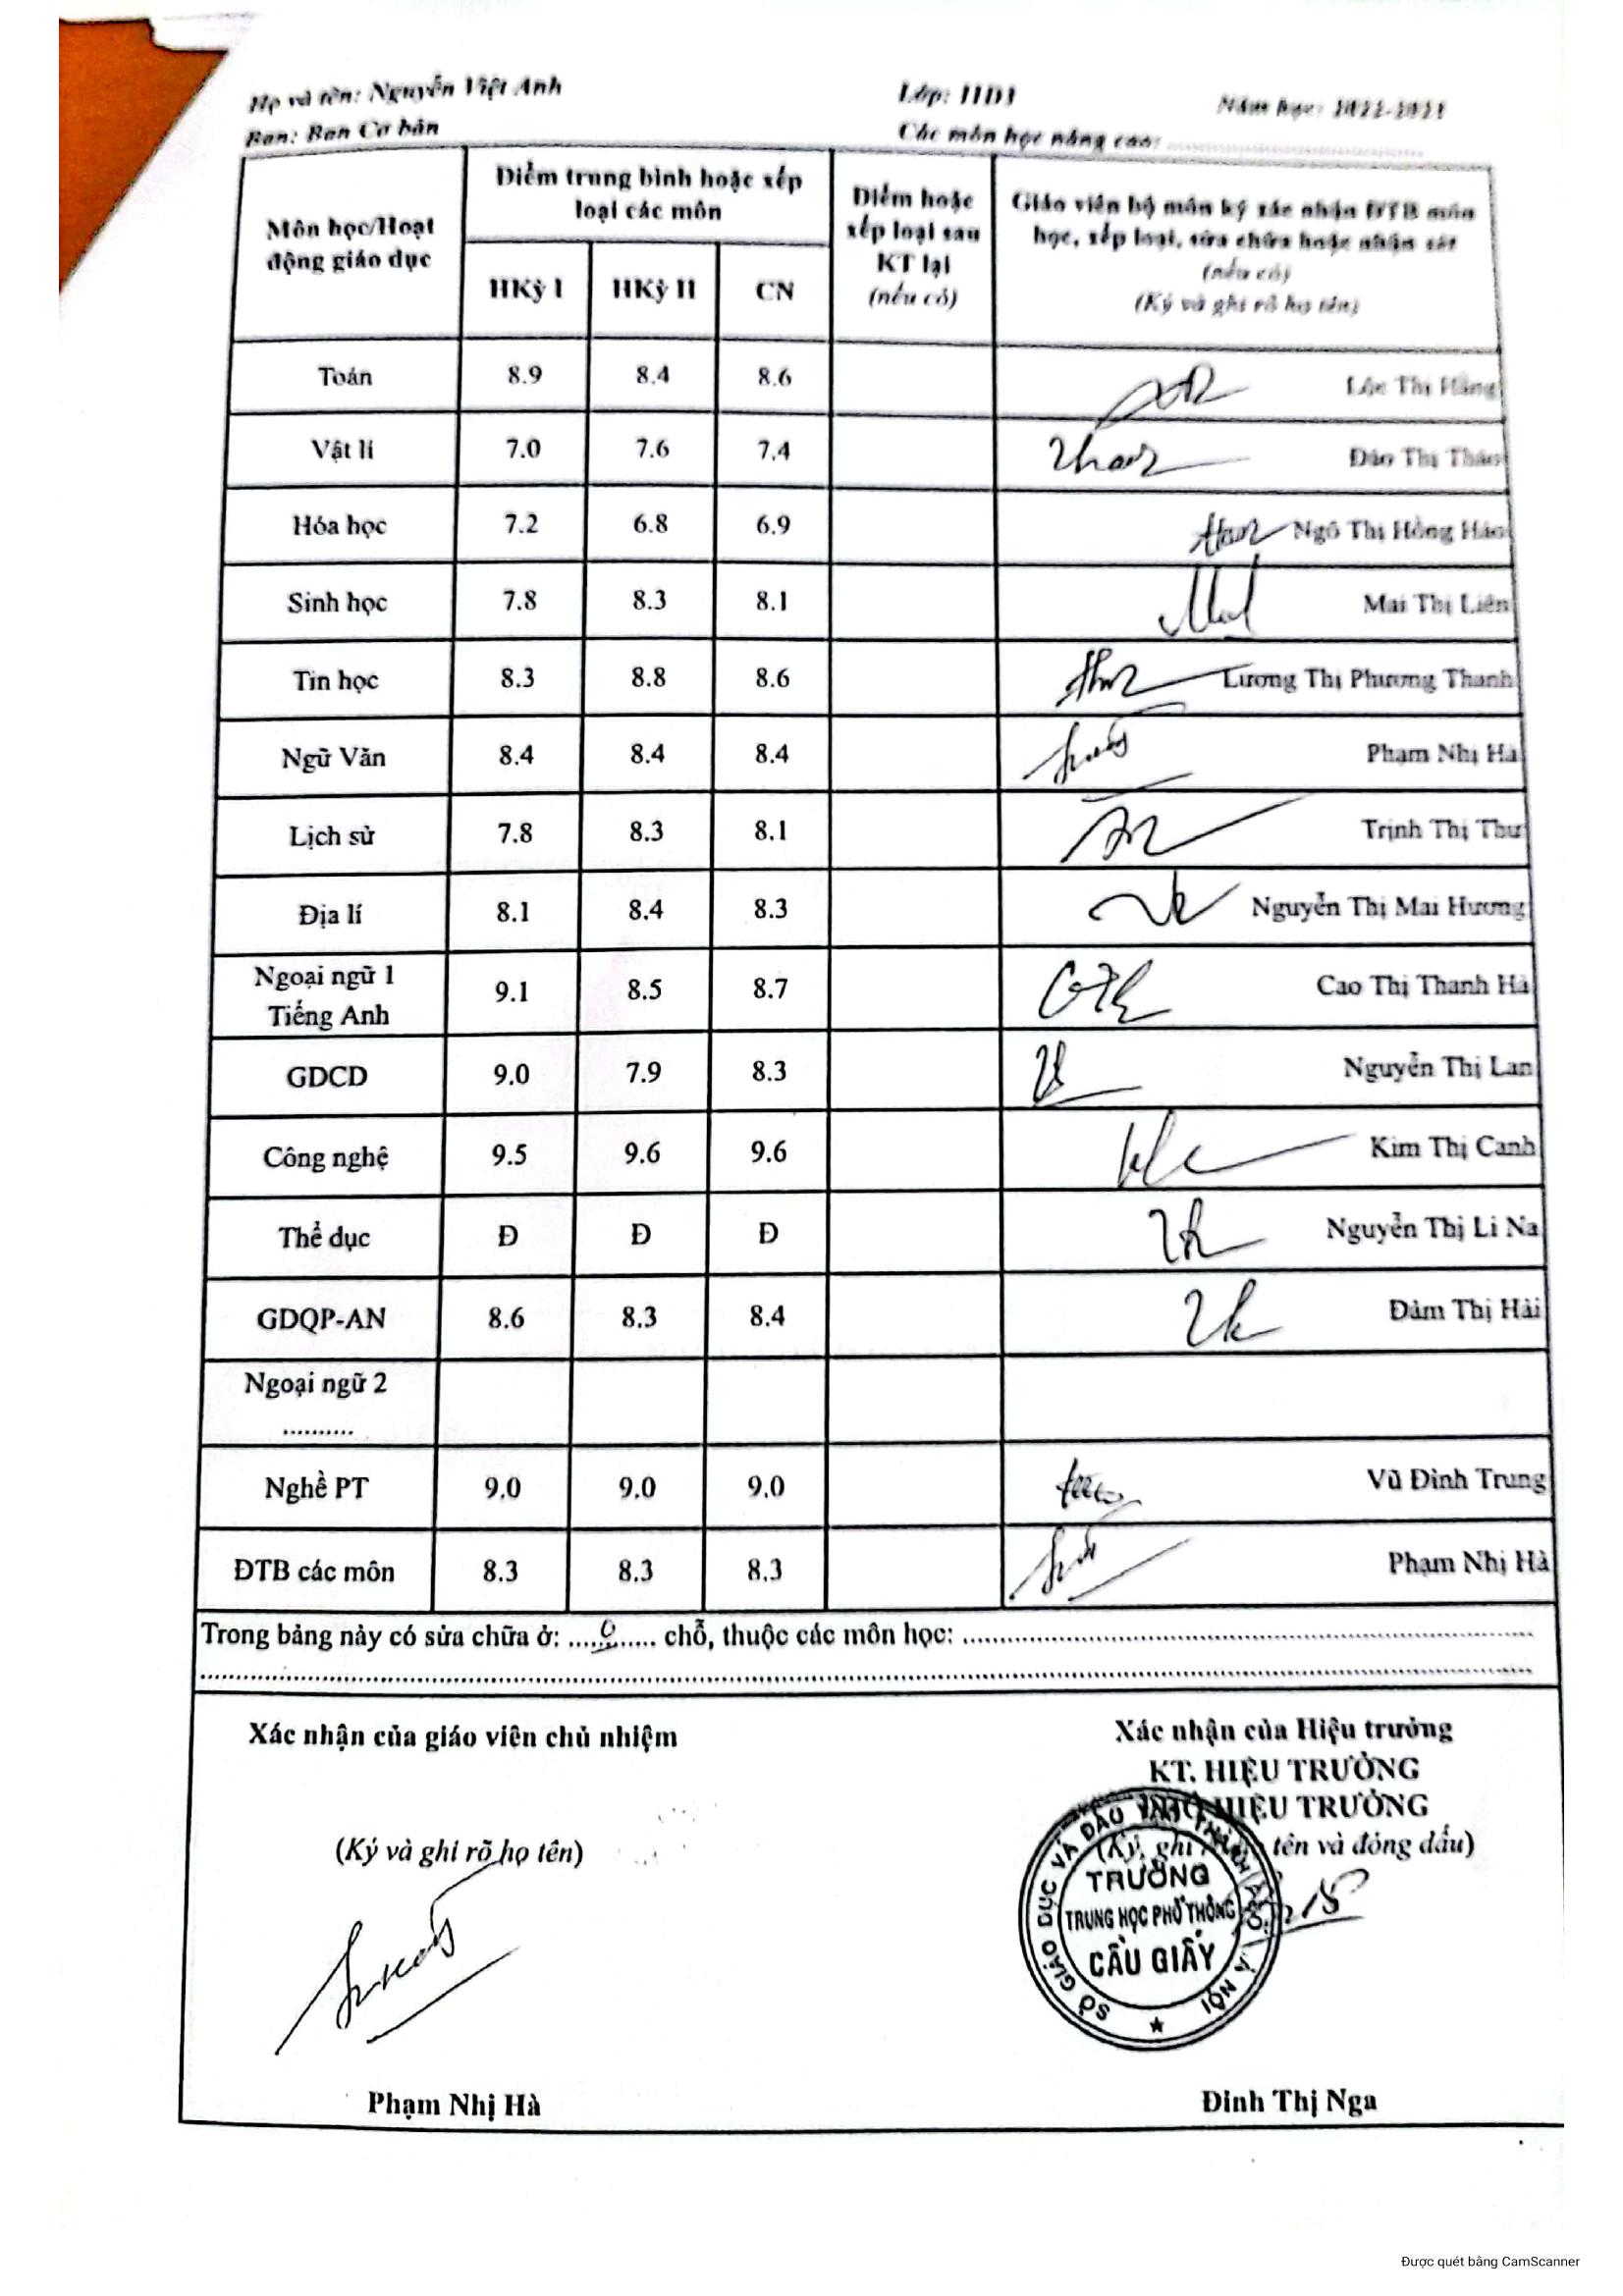 Họ và tên: Nguyễn Việt Anh Lớp: 11D3 Năm học:
Ban: Ban Cơ bản Các môn học nâng cao: ........................
Môn học/Hoạt động giáo dục
Điểm trung bình hoặc xếp
loại các môn
HKỳ I HKỳ II CN
Điểm hoặc
xếp loại sau
KT lại
(nếu có)
Giáo viên bộ môn ký xác nhận ĐTB môn
học, xếp loại, sửa chữa hoặc nhận xét
(nếu có)
(Ký và ghi rõ họ tên)
Toán 8.9 8.4 8.6 Lộc Thị Hằng
Vật lí 7.0 7.6 7.4 Đào Thị Thảo
Hóa học 7.2 6.8 6.9 Ngô Thị Hồng Hảo
Sinh học 7.8 8.3 8.1 Mai Thị Liên
Tin học 8.3 8.8 8.6 Lương Thị Phương Thanh
Ngữ Văn 8.4 8.4 8.4 Phạm Nhị Hà
Lịch sử 7.8 8.3 8.1 Trịnh Thị Thư
Địa lí 8.1 8.4 8.3 Nguyễn Thị Mai Hương
Ngoại ngữ 1
Tiếng Anh 9.1 8.5 8.7 Cao Thị Thanh Hà
GDCD 9.0 7.9 8.3 Nguyễn Thị Lan
Công nghệ 9.5 9.6 9.6 Kim Thị Canh
Thể dục Đ Đ Đ Nguyễn Thị Li Na
GDQP-AN 8.6 8.3 8.4 Đàm Thị Hải
Ngoại ngữ 2
..........
Nghề PT 9.0 9.0 9.0 Vũ Đình Trung
ĐTB các môn 8.3 8.3 8.3 Phạm Nhị Hà
Trong bảng này có sửa chữa ở: .....0..... chỗ, thuộc các môn học: ........................
Xác nhận của giáo viên chủ nhiệm
(Ký và ghi rõ họ tên)
Phạm Nhị Hà
Xác nhận của Hiệu trưởng
KT. HIỆU TRƯỞNG
PHÓ HIỆU TRƯỞNG
(Ký, ghi tên và đóng dấu)
SỞ GIÁO DỤC VÀ ĐÀO TẠO THÀNH PHỐ HÀ NỘI
TRƯỜNG
TRUNG HỌC PHỔ THÔNG
CẦU GIẤY
Đinh Thị Nga
Được quét bằng CamScanner